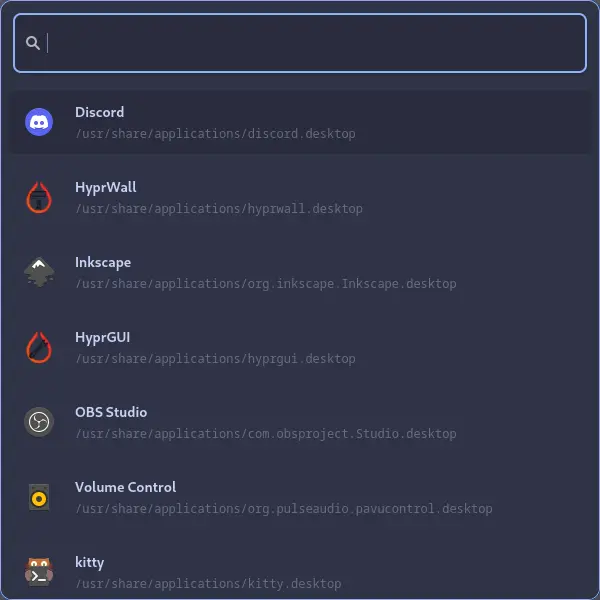 Discord
/usr/share/applications/discord.desktop
HyprWall
/usr/share/applications/hyprwall.desktop
Inkscape
/usr/share/applications/org.inkscape.Inkscape.desktop
HyprGUI
/usr/share/applications/hyprgui.desktop
OBS Studio
/usr/share/applications/com.obsproject.Studio.desktop
Volume Control
/usr/share/applications/org.pulseaudio.pavucontrol.desktop
kitty
/usr/share/applications/kitty.desktop